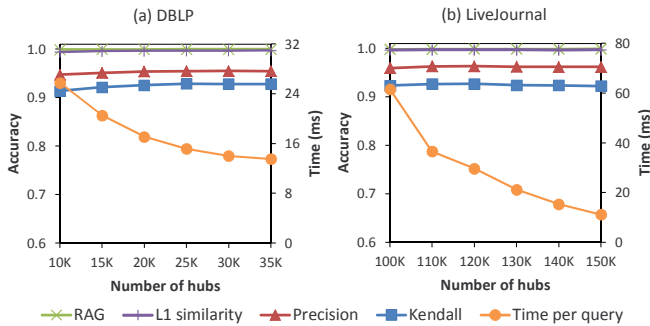 (a) DBLP
(b) LiveJournal
1.0
0.9
0.8
0.7
0.6
Accuracy
32
24
16
8
0
Time (ms)
10K 15K 20K 25K 30K 35K
Number of hubs
1.0
0.9
0.8
0.7
0.6
Accuracy
80
60
40
20
0
Time (ms)
100K 110K 120K 130K 140K 150K
Number of hubs
RAG L1 similarity Precision Kendall Time per query